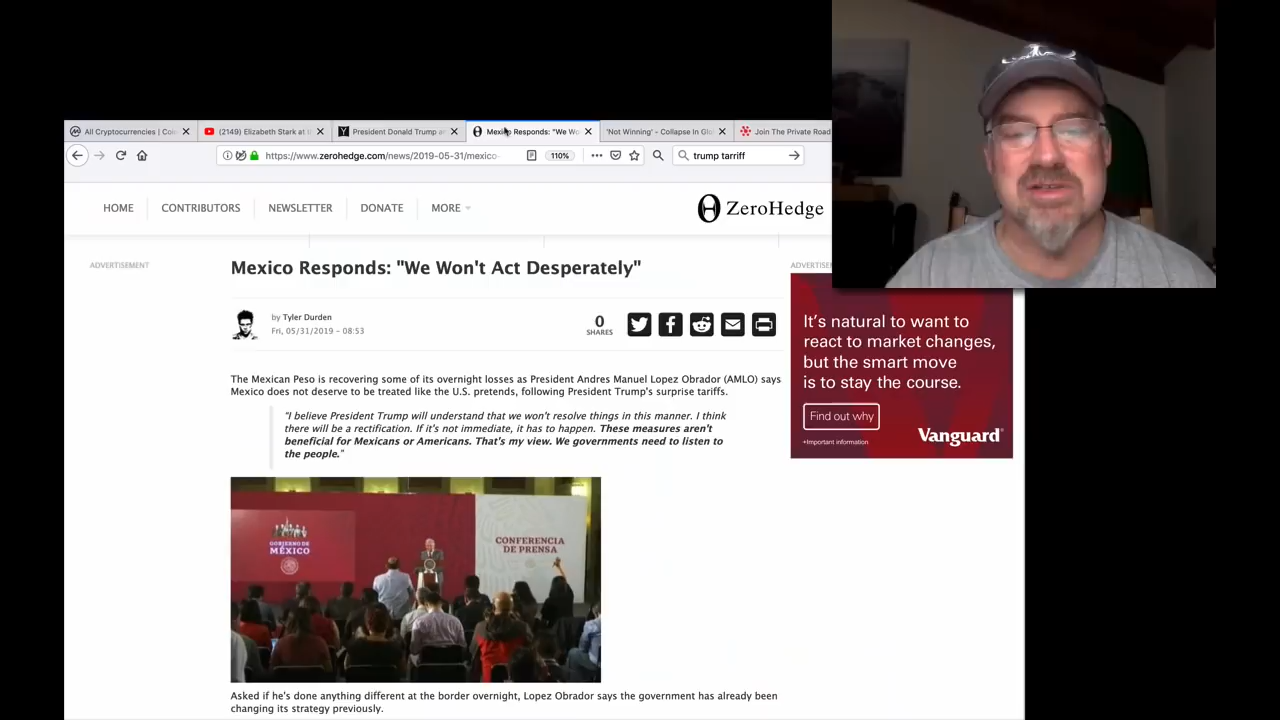 All Cryptocurrencies | Coi
(2149) Elizabeth Stark at t
President Donald Trump a
Mexico Responds: "We Wo
'Not Winning' - Collapse In Glo
Join The Private Road
https://www.zerohedge.com/news/2019-05-31/mexico-
110%
trump tarriff
HOME
CONTRIBUTORS
NEWSLETTER
DONATE
MORE
ZeroHedge
ADVERTISEMENT
Mexico Responds: "We Won't Act Desperately"
ADVERTISEM
by Tyler Durden
Fri, 05/31/2019 - 08:53
0
SHARES
The Mexican Peso is recovering some of its overnight losses as President Andres Manuel Lopez Obrador (AMLO) says
Mexico does not deserve to be treated like the U.S. pretends, following President Trump's surprise tariffs.
"I believe President Trump will understand that we won't resolve things in this manner. I think
there will be a rectification. If it's not immediate, it has to happen. These measures aren't
beneficial for Mexicans or Americans. That's my view. We governments need to listen to
the people."
It's natural to want to
react to market changes,
but the smart move
is to stay the course.
Find out why
+Important information
Vanguard
GOBIERNO DE
MÉXICO
CONFERENCIA
DE PRENSA
Asked if he's done anything different at the border overnight, Lopez Obrador says the government has already been
changing its strategy previously.